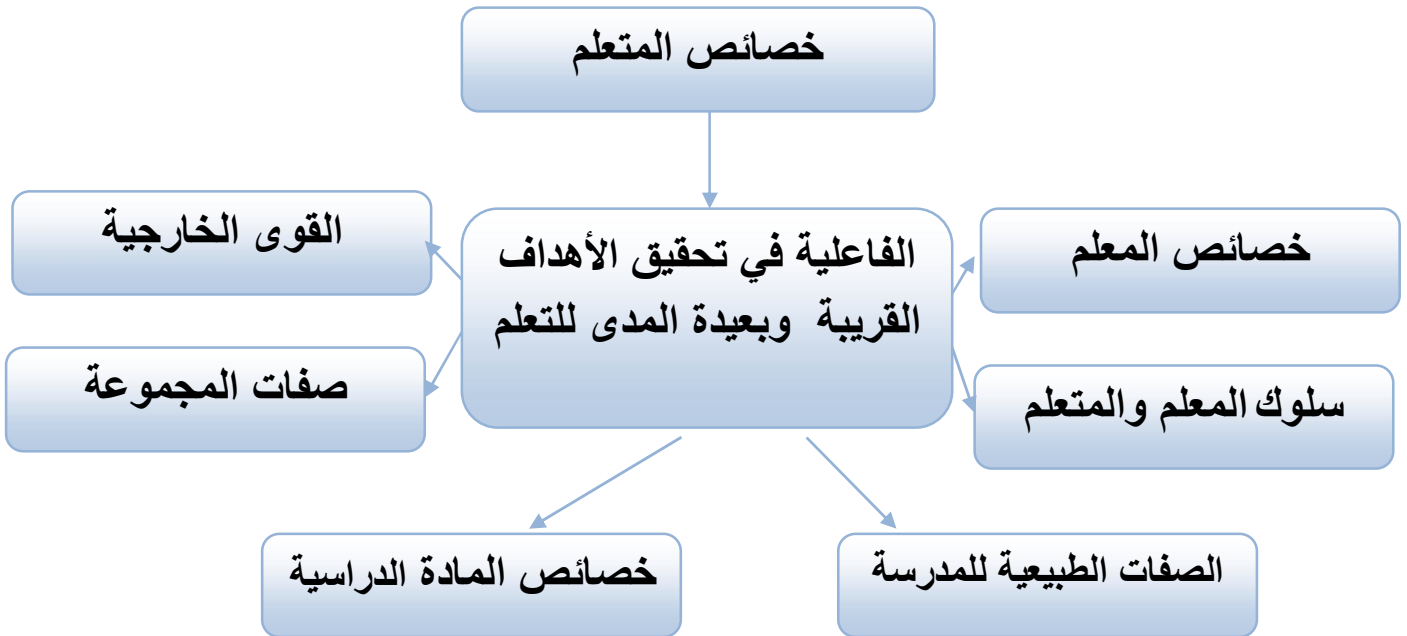 خصائص المتعلم
القوى الخارجية
الفاعلية في تحقيق الأهداف
القريبة وبعيدة المدى للتعلم
خصائص المعلم
صفات المجموعة
سلوك المعلم والمتعلم
خصائص المادة الدراسية
الصفات الطبيعية للمدرسة